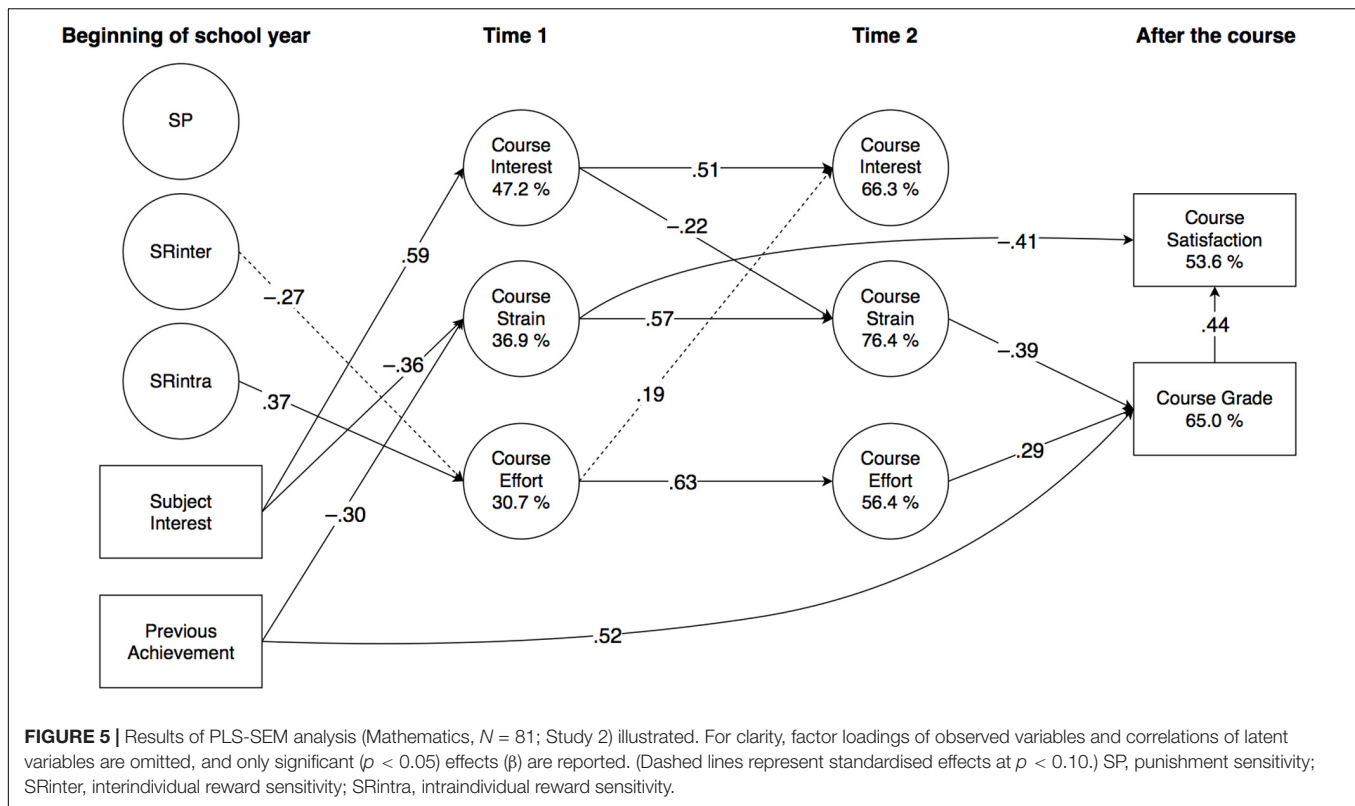 Beginning of school year
Time 1
Time 2
After the course
SP
SRinter
SRintra
Subject
Interest
Previous
Achievement
Course
Interest
47.2 %
Course
Strain
36.9 %
Course
Effort
30.7 %
Course
Interest
66.3 %
Course
Strain
76.4 %
Course
Effort
56.4 %
Course
Satisfaction
53.6 %
Course Grade
65.0 %
–.27
.37
.59
–.36
–.30
.51
–.22
.57
.19
.63
–.41
–.39
.29
.44
.52
FIGURE 5 | Results of PLS-SEM analysis (Mathematics, N = 81; Study 2) illustrated. For clarity, factor loadings of observed variables and correlations of latent
variables are omitted, and only significant (p < 0.05) effects (β) are reported. (Dashed lines represent standardised effects at p < 0.10.) SP, punishment sensitivity;
SRinter, interindividual reward sensitivity; SRintra, intraindividual reward sensitivity.